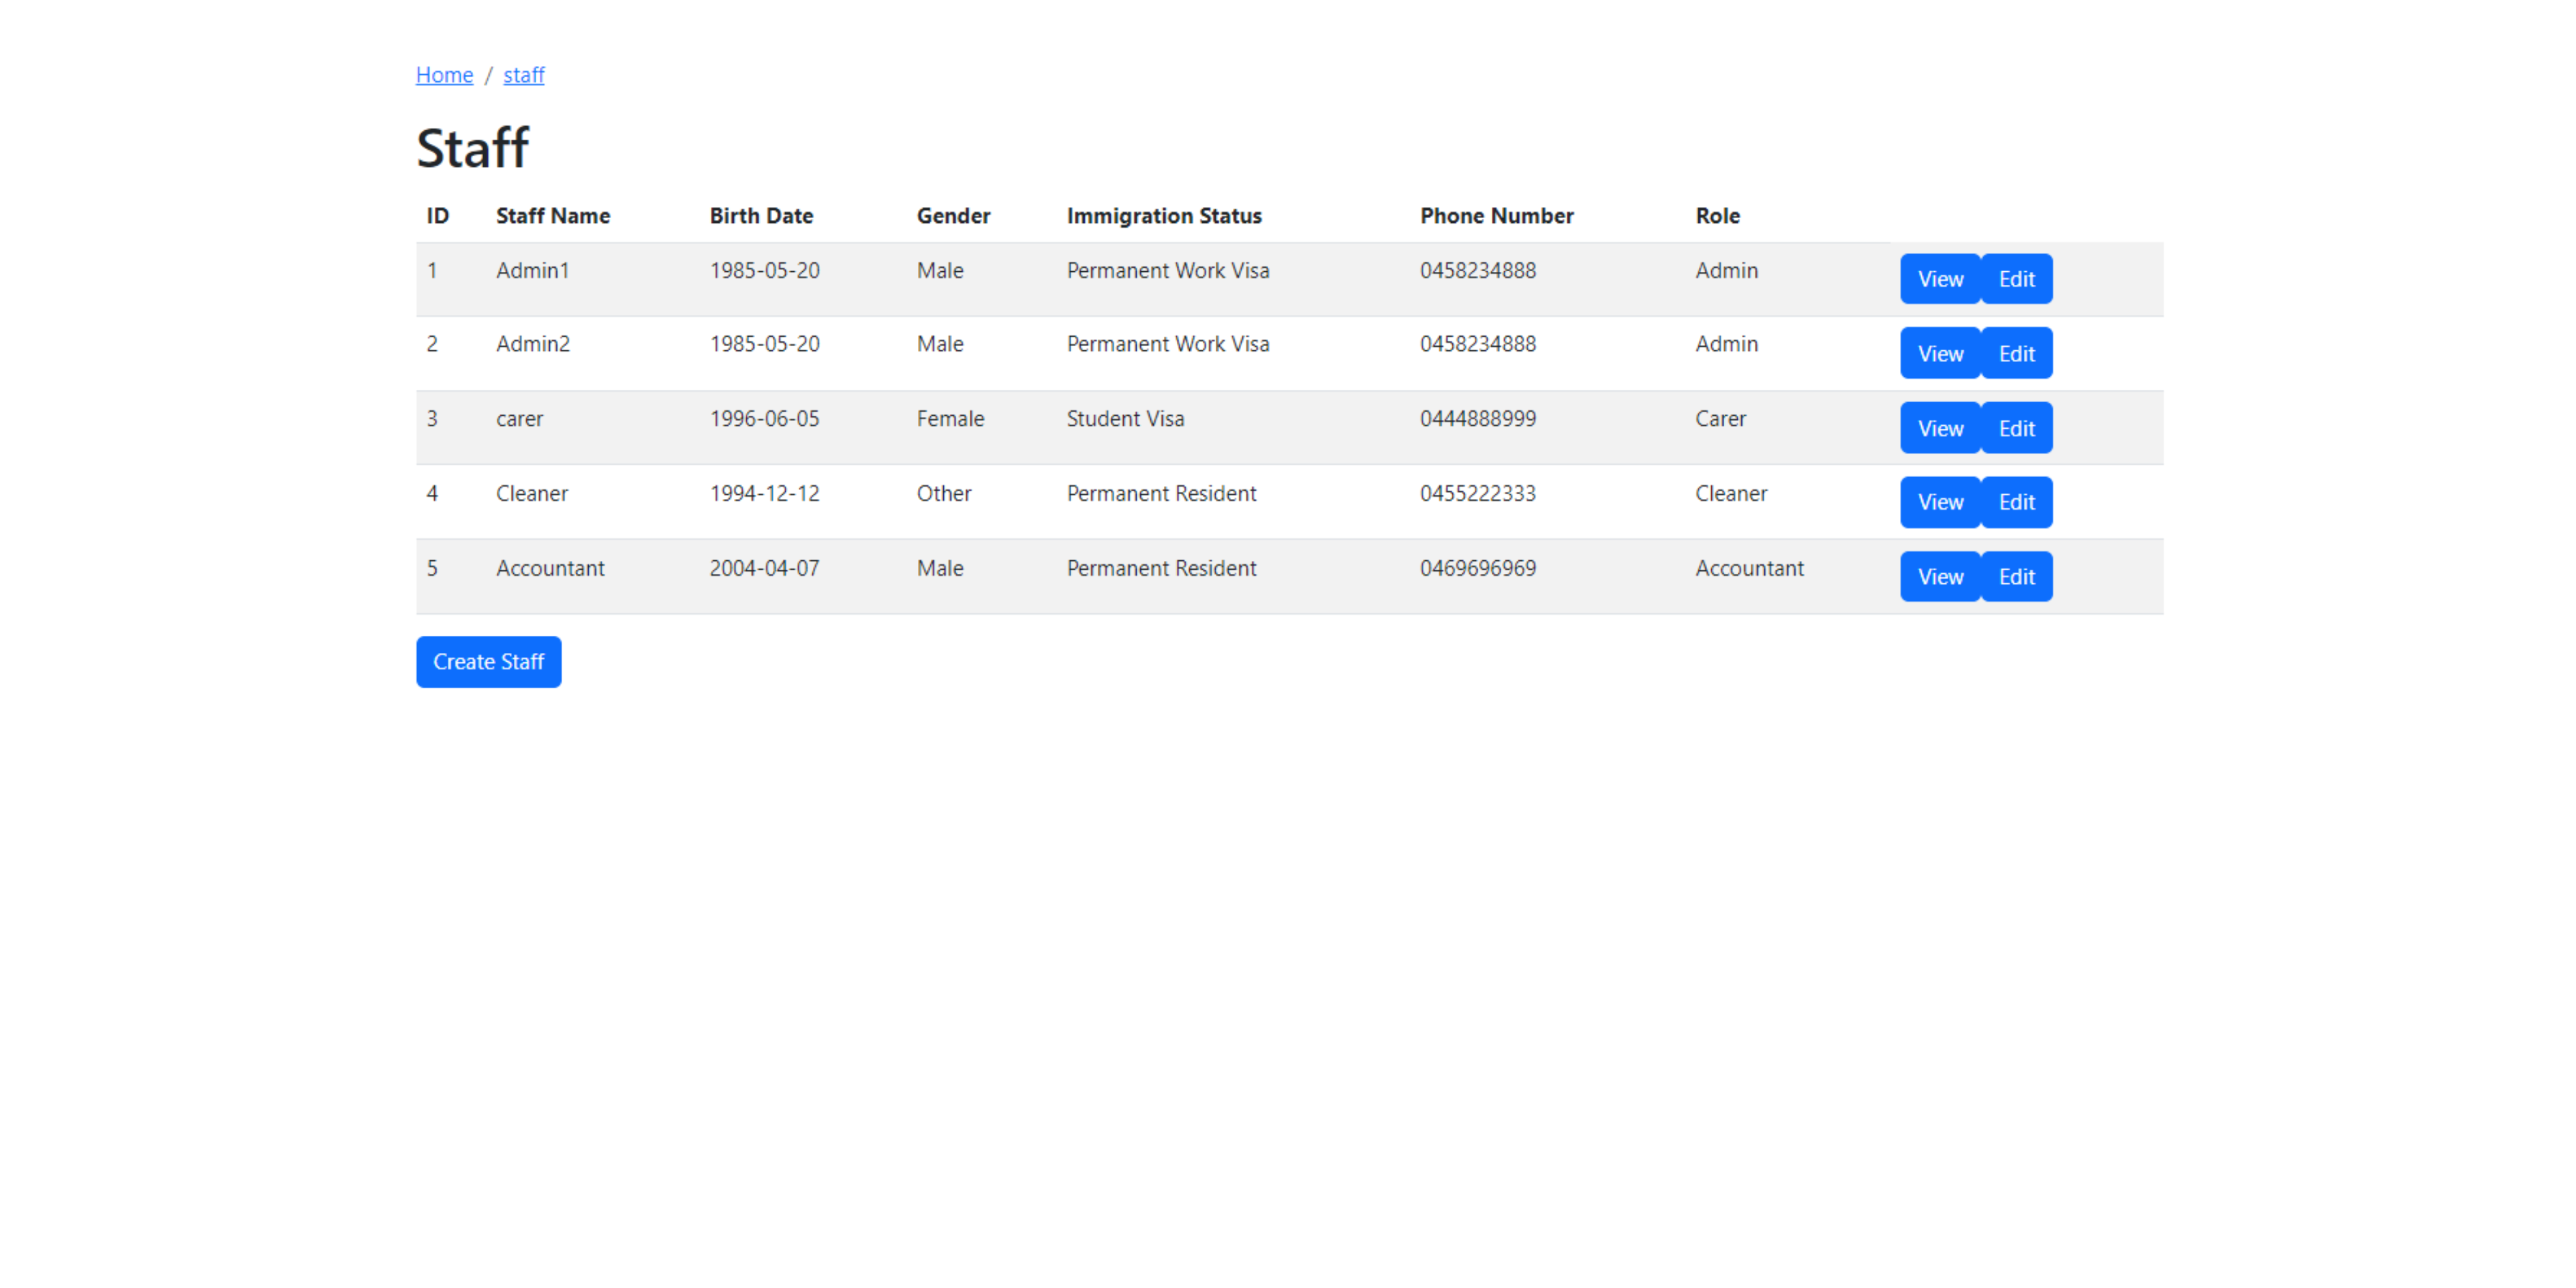 Home / staff
Staff
ID Staff Name Birth Date Gender Immigration Status Phone Number Role
1 Admin1 1985-05-20 Male Permanent Work Visa 0458234888 Admin View Edit
2 Admin2 1985-05-20 Male Permanent Work Visa 0458234888 Admin View Edit
3 carer 1996-06-05 Female Student Visa 0444888999 Carer View Edit
4 Cleaner 1994-12-12 Other Permanent Resident 0455222333 Cleaner View Edit
5 Accountant 2004-04-07 Male Permanent Resident 0469696969 Accountant View Edit
Create Staff